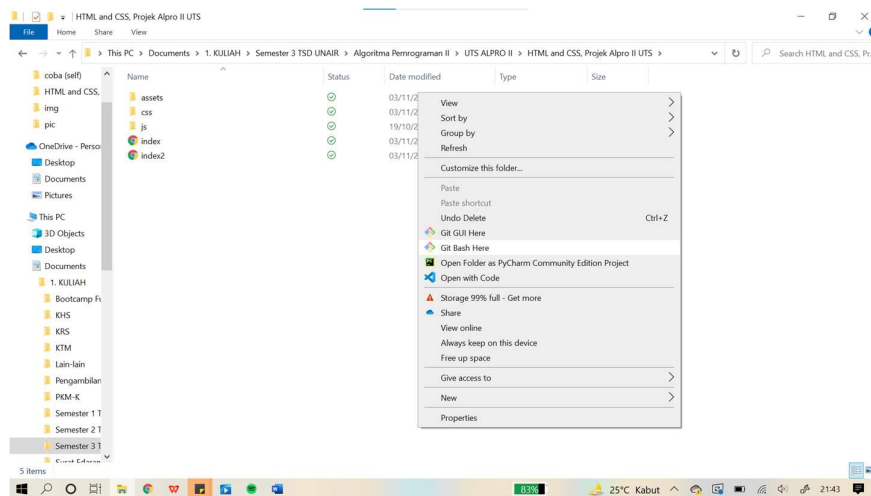 HTML and CSS, Projek Alpro II UTS
File Home Share View
This PC > Documents > 1. KULIAH > Semester 3 TSD UNAIR > Algoritma Pemrograman II > UTS ALPRO II > HTML and CSS, Projek Alpro II UTS >
Search HTML and CSS, Pr
Name Status Date modified Type Size
coba (self)
HTML and CSS,
img
pic
OneDrive - Perso
Desktop
Documents
Pictures
This PC
3D Objects
Desktop
Documents
1. KULIAH
Bootcamp Fu
KHS
KRS
KTM
Lain-lain
Pengambilan
PKM-K
Semester 1 T
Semester 2 T
Semester 3 T
Surat Edaran
assets 03/11/2
css 03/11/2
js 19/10/2
index 03/11/2
index2 03/11/2
View
Sort by
Group by
Refresh
Customize this folder...
Paste
Paste shortcut
Undo Delete Ctrl+Z
Git GUI Here
Git Bash Here
Open Folder as PyCharm Community Edition Project
Open with Code
Storage 99% full - Get more
Share
View online
Always keep on this device
Free up space
Give access to
New
Properties
5 items
83% 25°C Kabut 21:43